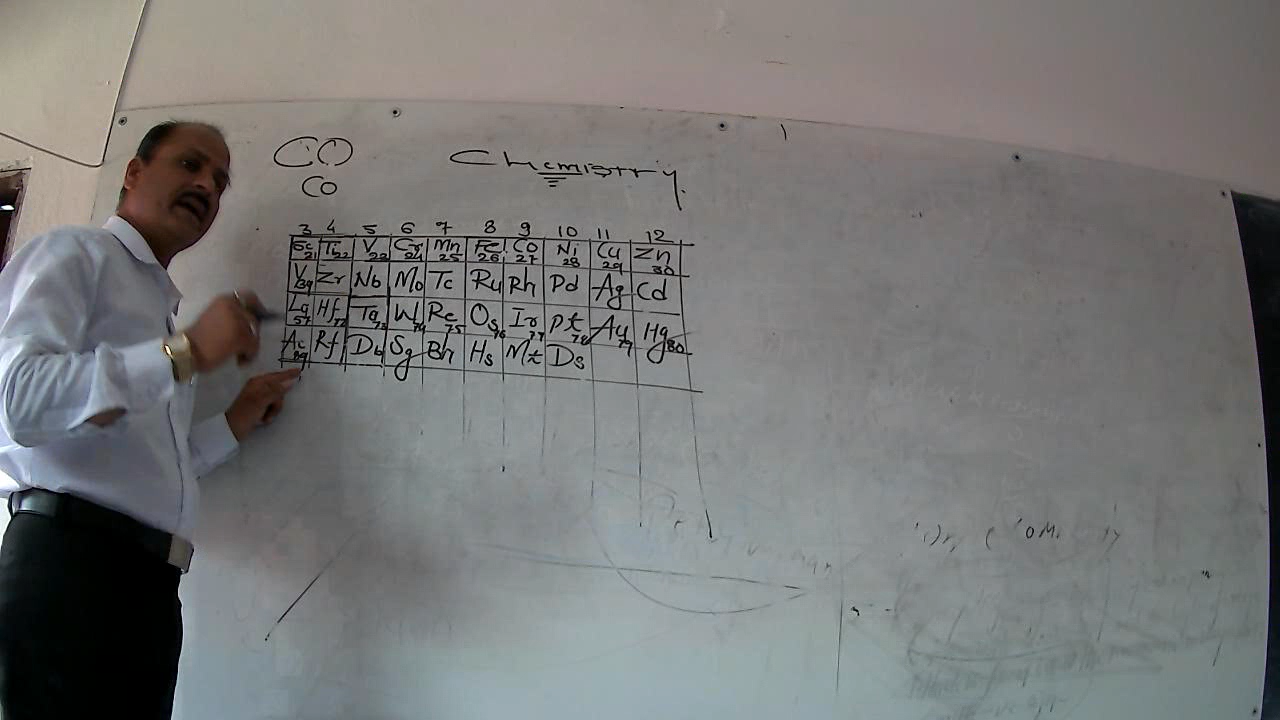 CO Chemistry.
Co
3 4 5 6 7 8 9 10 11 12
Sc 21 Ti 22 V 23 Cr 24 Mn 25 Fe 26 Co 27 Ni 28 Cu 29 Zn 30
Y 39 Zr Nb Mo Tc Ru Rh Pd Ag Cd
La 57 Hf 72 Ta 73 W 74 Re 75 Os 76 Ir 77 Pt 78 Au 79 Hg 80
Ac 89 Rf Du Sg Bh Hs Mt Ds